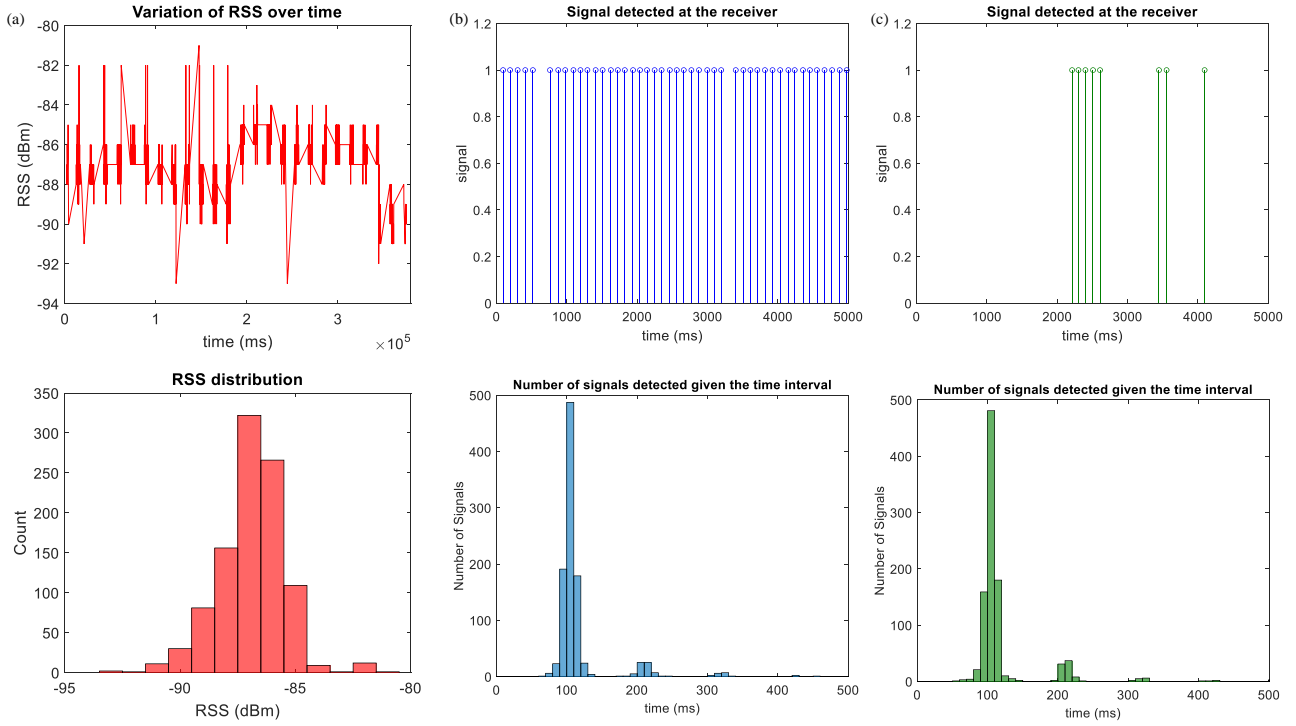 (a)
Variation of RSS over time
-80
-82
-84
-86
-88
-90
-92
-94
RSS (dBm)
0 1 2 3
time (ms)
×10^5
(b)
Signal detected at the receiver
1.2
1
0.8
0.6
0.4
0.2
0
signal
0 1000 2000 3000 4000 5000
time (ms)
(c)
Signal detected at the receiver
1.2
1
0.8
0.6
0.4
0.2
0
signal
0 1000 2000 3000 4000 5000
time (ms)
RSS distribution
350
300
250
200
150
100
50
0
Count
-95 -90 -85 -80
RSS (dBm)
Number of signals detected given the time interval
500
400
300
200
100
0
Number of Signals
0 100 200 300 400 500
time (ms)
Number of signals detected given the time interval
500
400
300
200
100
0
Number of Signals
0 100 200 300 400 500
time (ms)